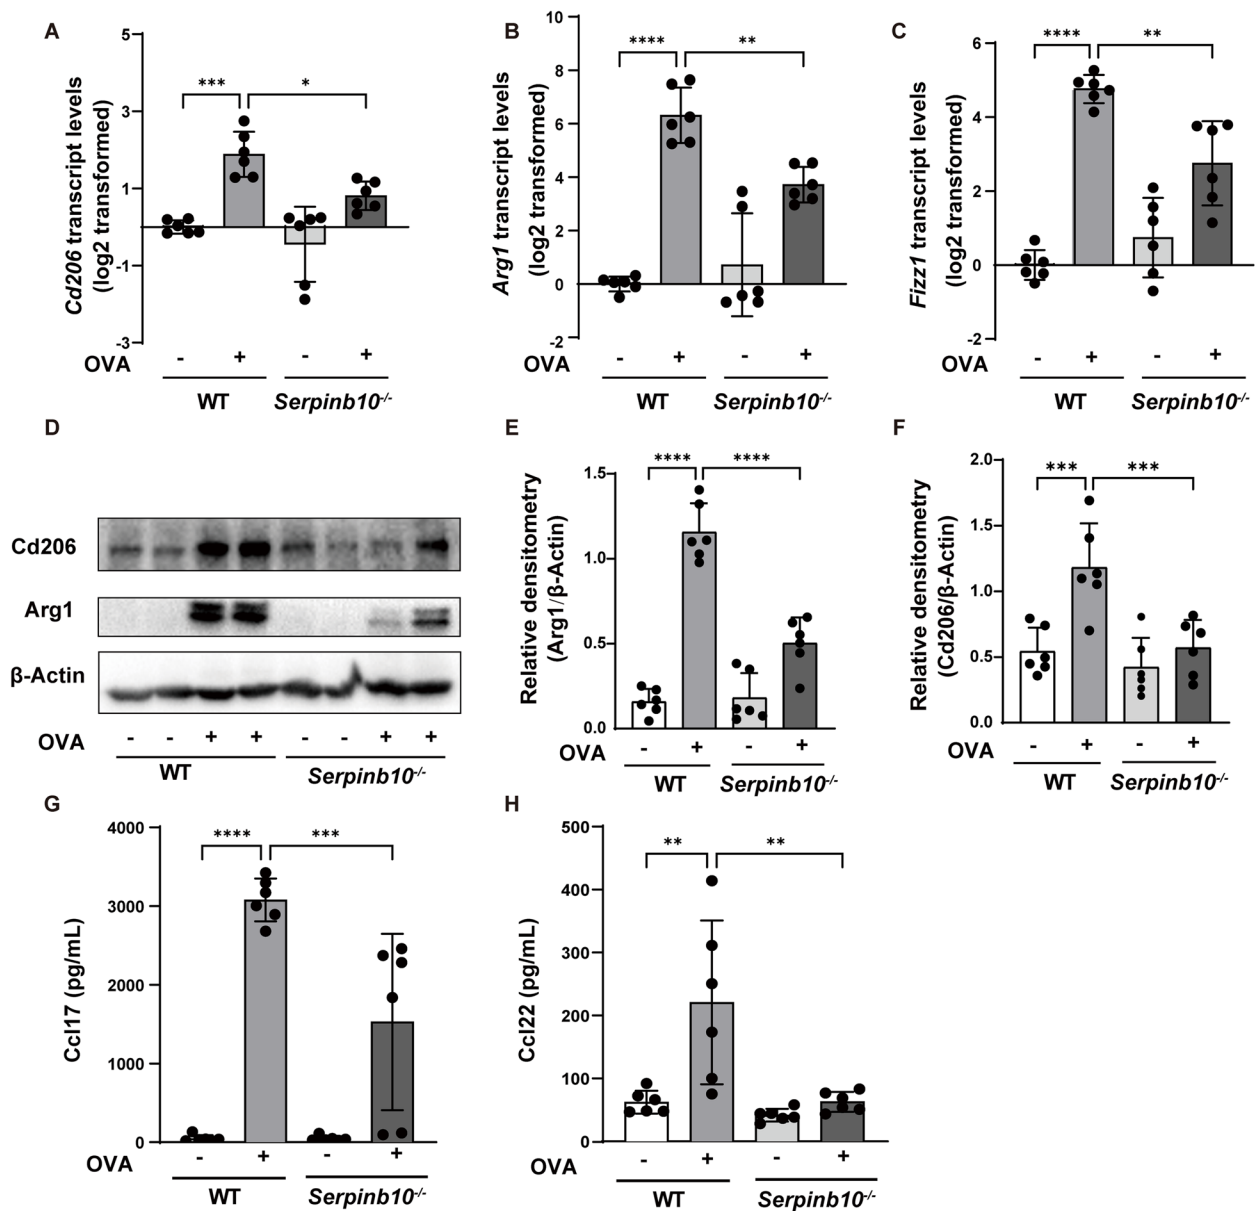 A
Cd206 transcript levels
(log2 transformed)
5
3
1
-1
-3
***
*
OVA
- + - +
WT Serpinb10-/-
B
Arg1 transcript levels
(log2 transformed)
10
8
6
4
2
0
-2
****
**
OVA
- + - +
WT Serpinb10-/-
C
Fizz1 transcript levels
(log2 transformed)
6
4
2
0
-2
****
**
OVA
- + - +
WT Serpinb10-/-
D
Cd206
Arg1
β-Actin
OVA - - + + - - + +
WT Serpinb10-/-
E
Relative densitometry
(Arg1/β-Actin)
1.5
1.0
0.5
0.0
****
****
OVA - + - +
WT Serpinb10-/-
F
Relative densitometry
(Cd206/β-Actin)
2.0
1.5
1.0
0.5
0.0
***
***
OVA - + - +
WT Serpinb10-/-
G
Ccl17 (pg/mL)
4000
3000
2000
1000
0
****
***
OVA - + - +
WT Serpinb10-/-
H
Ccl22 (pg/mL)
500
400
300
200
100
0
**
**
OVA - + - +
WT Serpinb10-/-